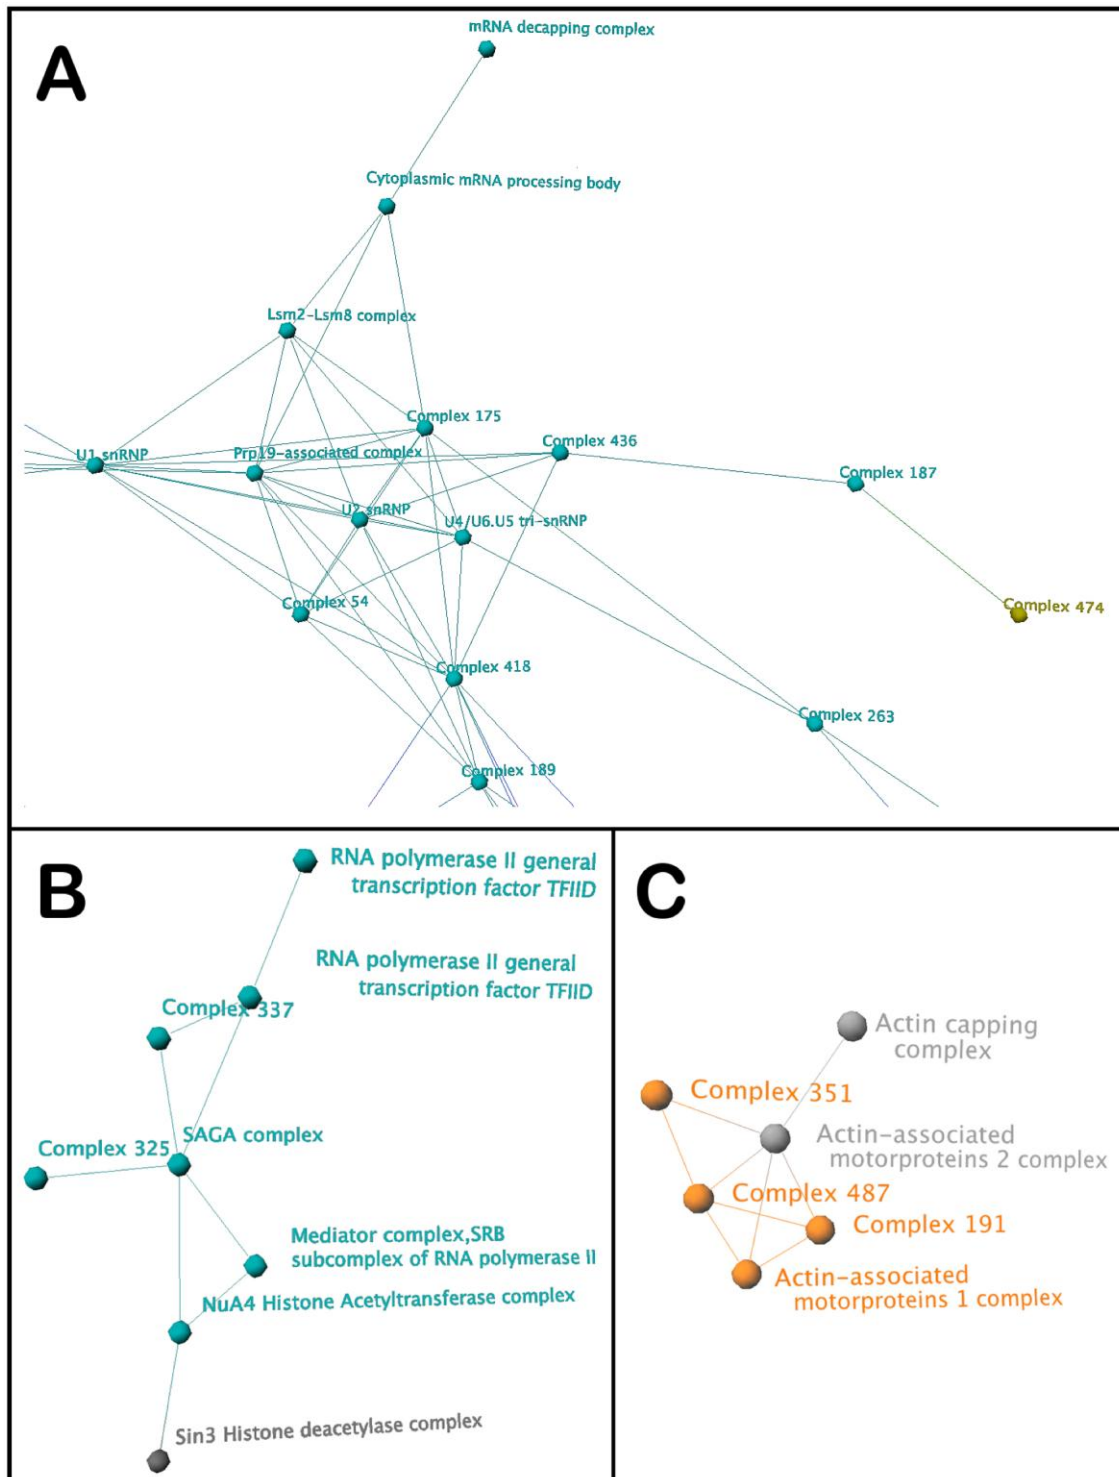 A
mRNA decapping complex
Cytoplasmic mRNA processing body
Lsm2-Lsm8 complex
Complex 175
Complex 436
U1 snRNP
Prp19-associated complex
Complex 187
U2 snRNP
U4/U6.U5 tri-snRNP
Complex 54
Complex 474
Complex 418
Complex 263
Complex 189
B
RNA polymerase II general
transcription factor TFIID
RNA polymerase II general
transcription factor TFIID
Complex 337
SAGA complex
Complex 325
Mediator complex,SRB
subcomplex of RNA polymerase II
NuA4 Histone Acetyltransferase complex
Sin3 Histone deacetylase complex
C
Actin capping
complex
Complex 351
Actin-associated
motorproteins 2 complex
Complex 487
Complex 191
Actin-associated
motorproteins 1 complex